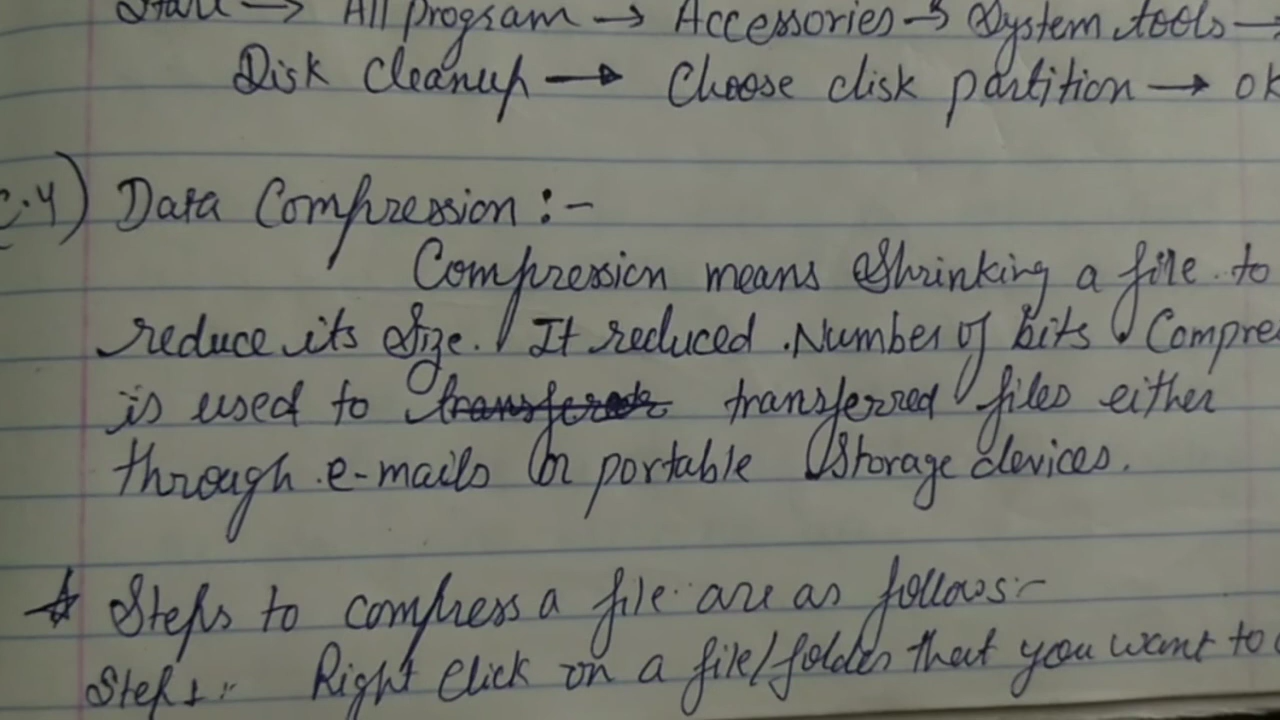 Start → All program → Accessories → System tools →
Disk Cleanup → Choose disk partition → ok
C.4) Data Compression :-
Compression means Shrinking a file to
reduce its Size. It reduced Number of bits. Compre
is used to transferred files either
through e-mails or portable Storage devices.
☆ Steps to compress a file are as follows:-
Step 1:- Right Click on a file/folder that you want to